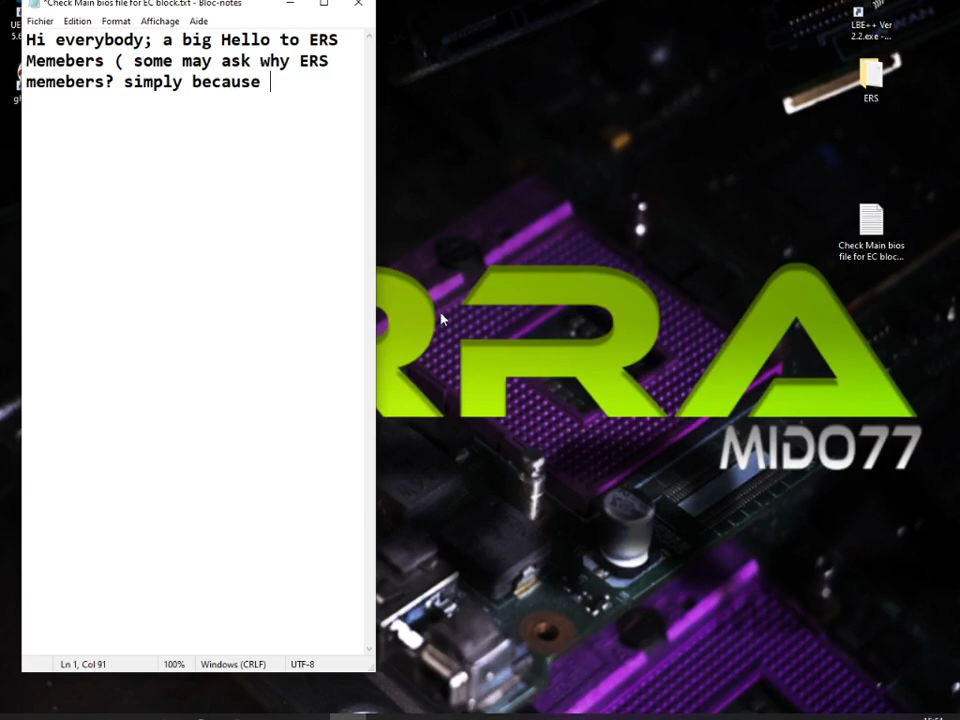 *Check Main bios file for EC block.txt - Bloc-notes
Fichier Edition Format Affichage Aide
Hi everybody; a big Hello to ERS
Memebers ( some may ask why ERS
memebers? simply because
Ln 1, Col 91 100% Windows (CRLF) UTF-8
LBE++ Ver
2.2.exe -...
ERS
Check Main bios
file for EC bloc...
RRA
MIDO77